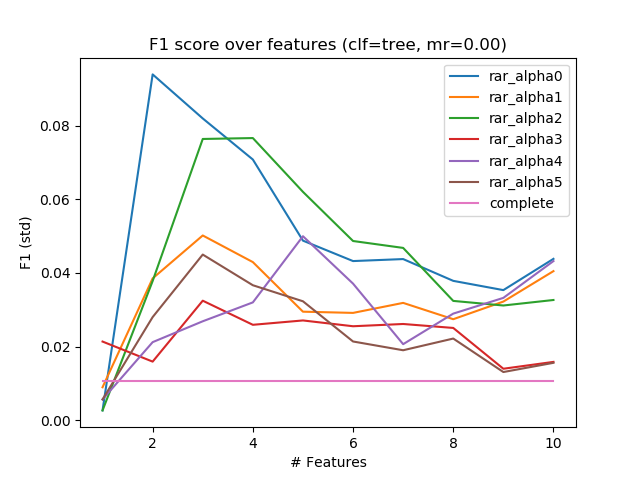 F1 score over features (clf=tree, mr=0.00)
rar_alpha0
rar_alpha1
rar_alpha2
rar_alpha3
rar_alpha4
rar_alpha5
complete
F1 (std)
0.08
0.06
0.04
0.02
0.00
2 4 6 8 10
# Features